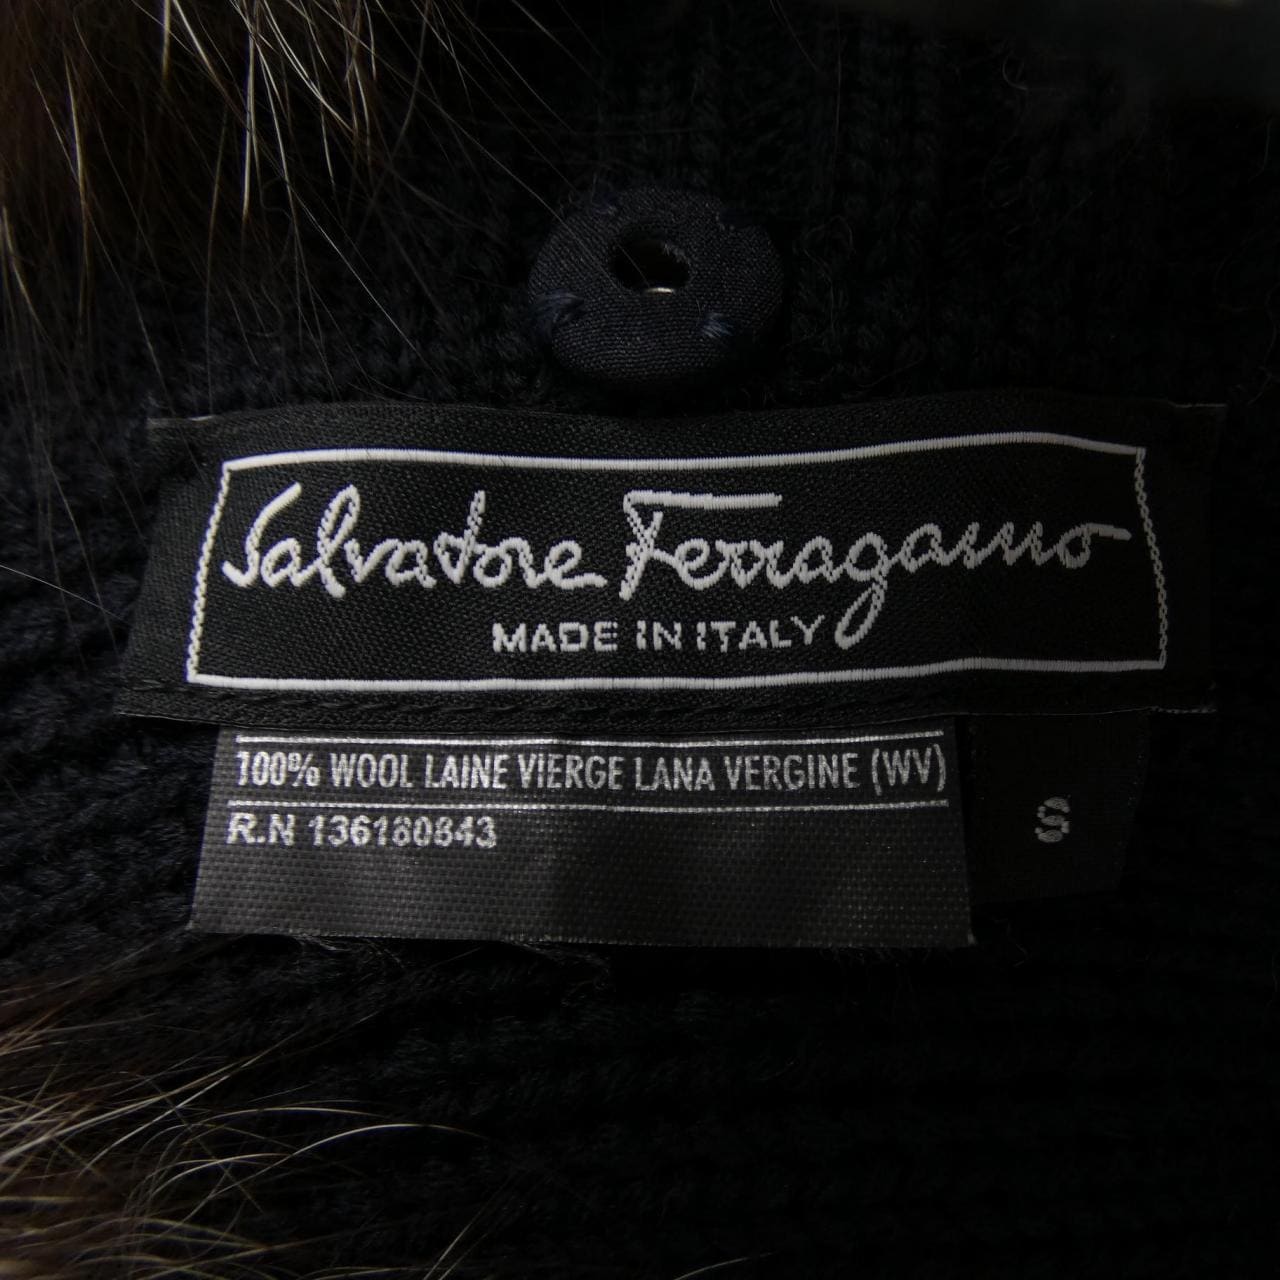 Salvatore Ferragamo
MADE IN ITALY
100% WOOL LAINE VIERGE LANA VERGINE (WV)
R.N 136180843
S